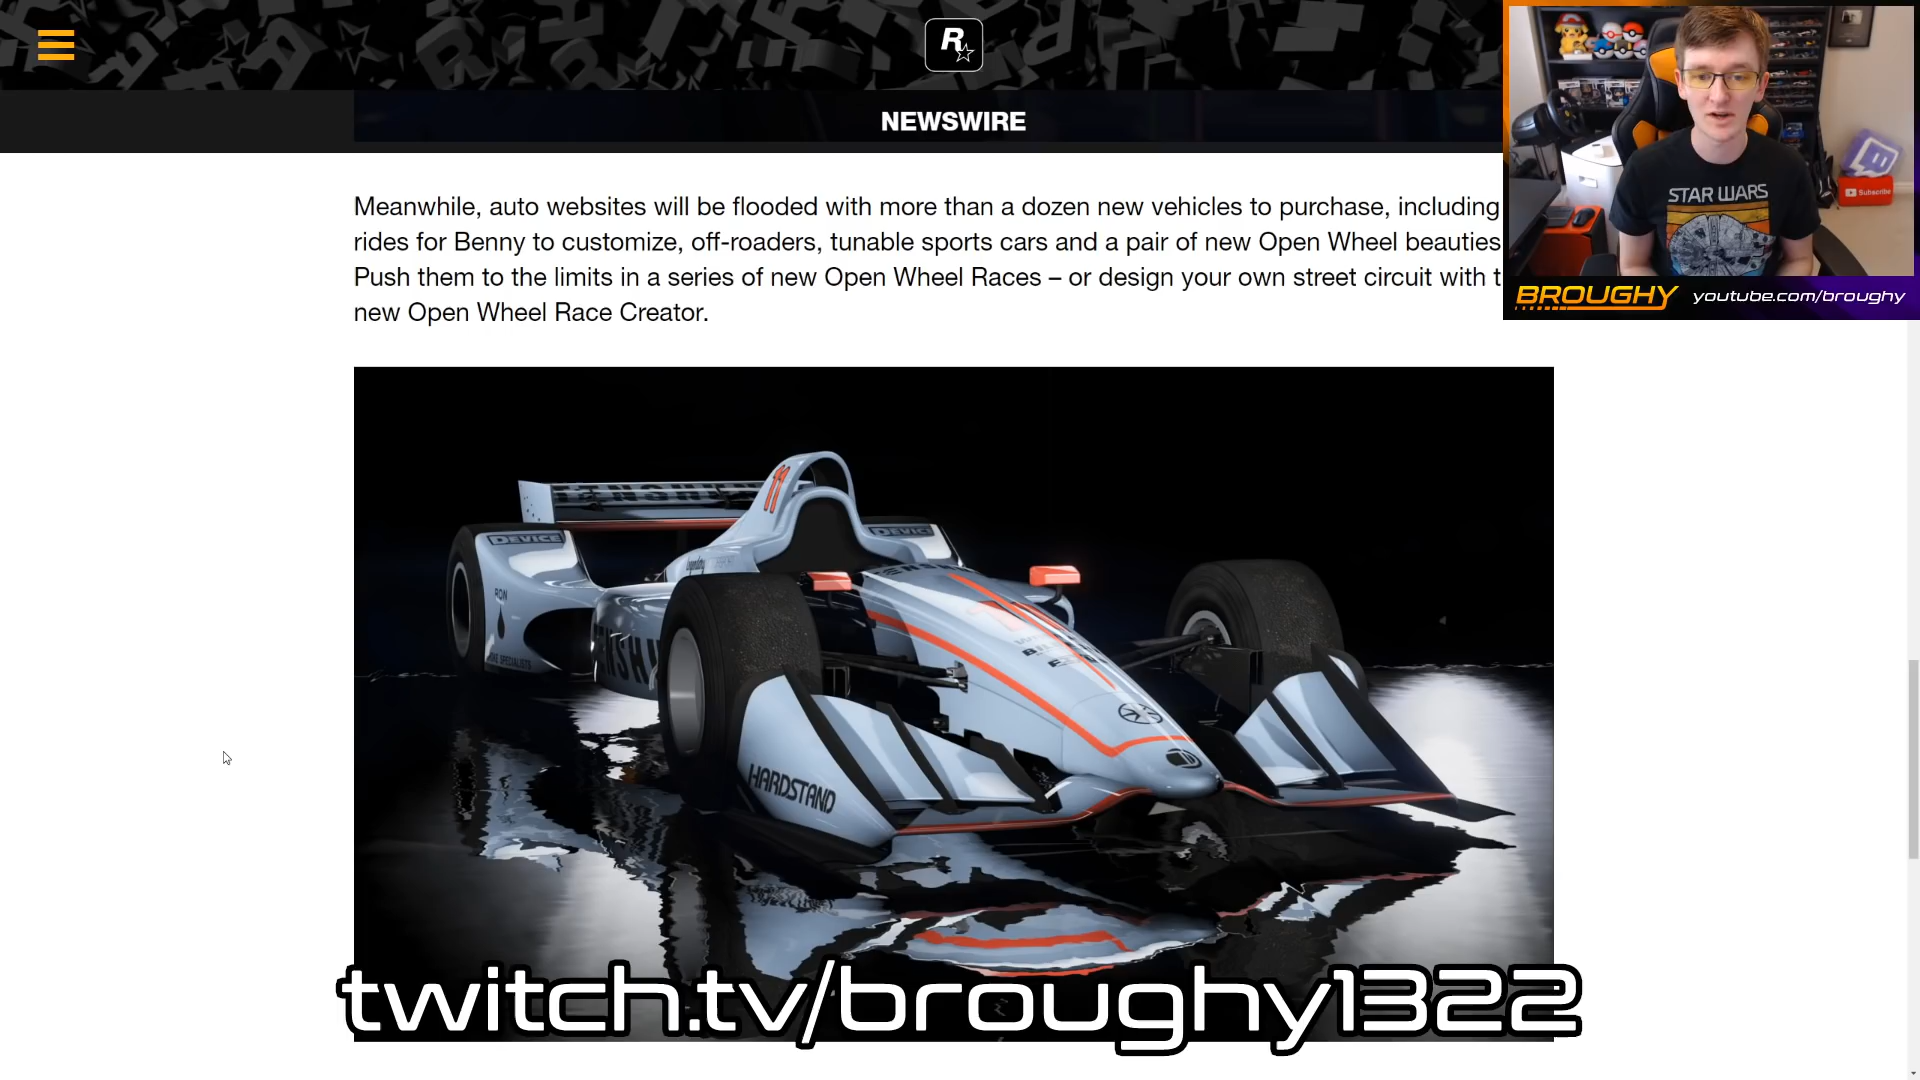 R
NEWSWIRE
Meanwhile, auto websites will be flooded with more than a dozen new vehicles to purchase, including
rides for Benny to customize, off-roaders, tunable sports cars and a pair of new Open Wheel beauties
Push them to the limits in a series of new Open Wheel Races – or design your own street circuit with t
new Open Wheel Race Creator.
STAR WARS
Subscribe
BROUGHY youtube.com/broughy
11
DEVICE
RON
HARDSTAND
twitch.tv/broughy1322